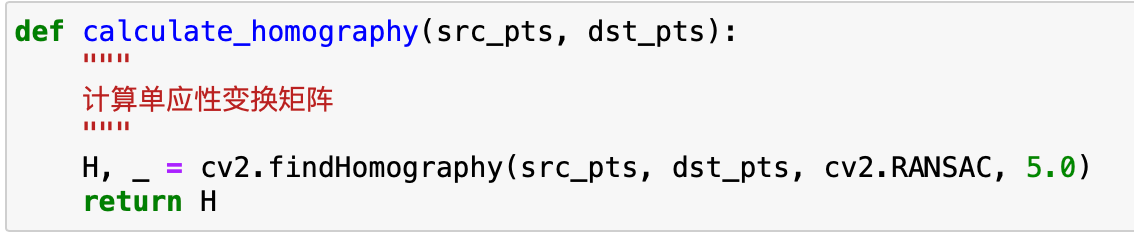 def calculate_homography(src_pts, dst_pts):
    """
    计算单应性变换矩阵
    """
    H, _ = cv2.findHomography(src_pts, dst_pts, cv2.RANSAC, 5.0)
    return H